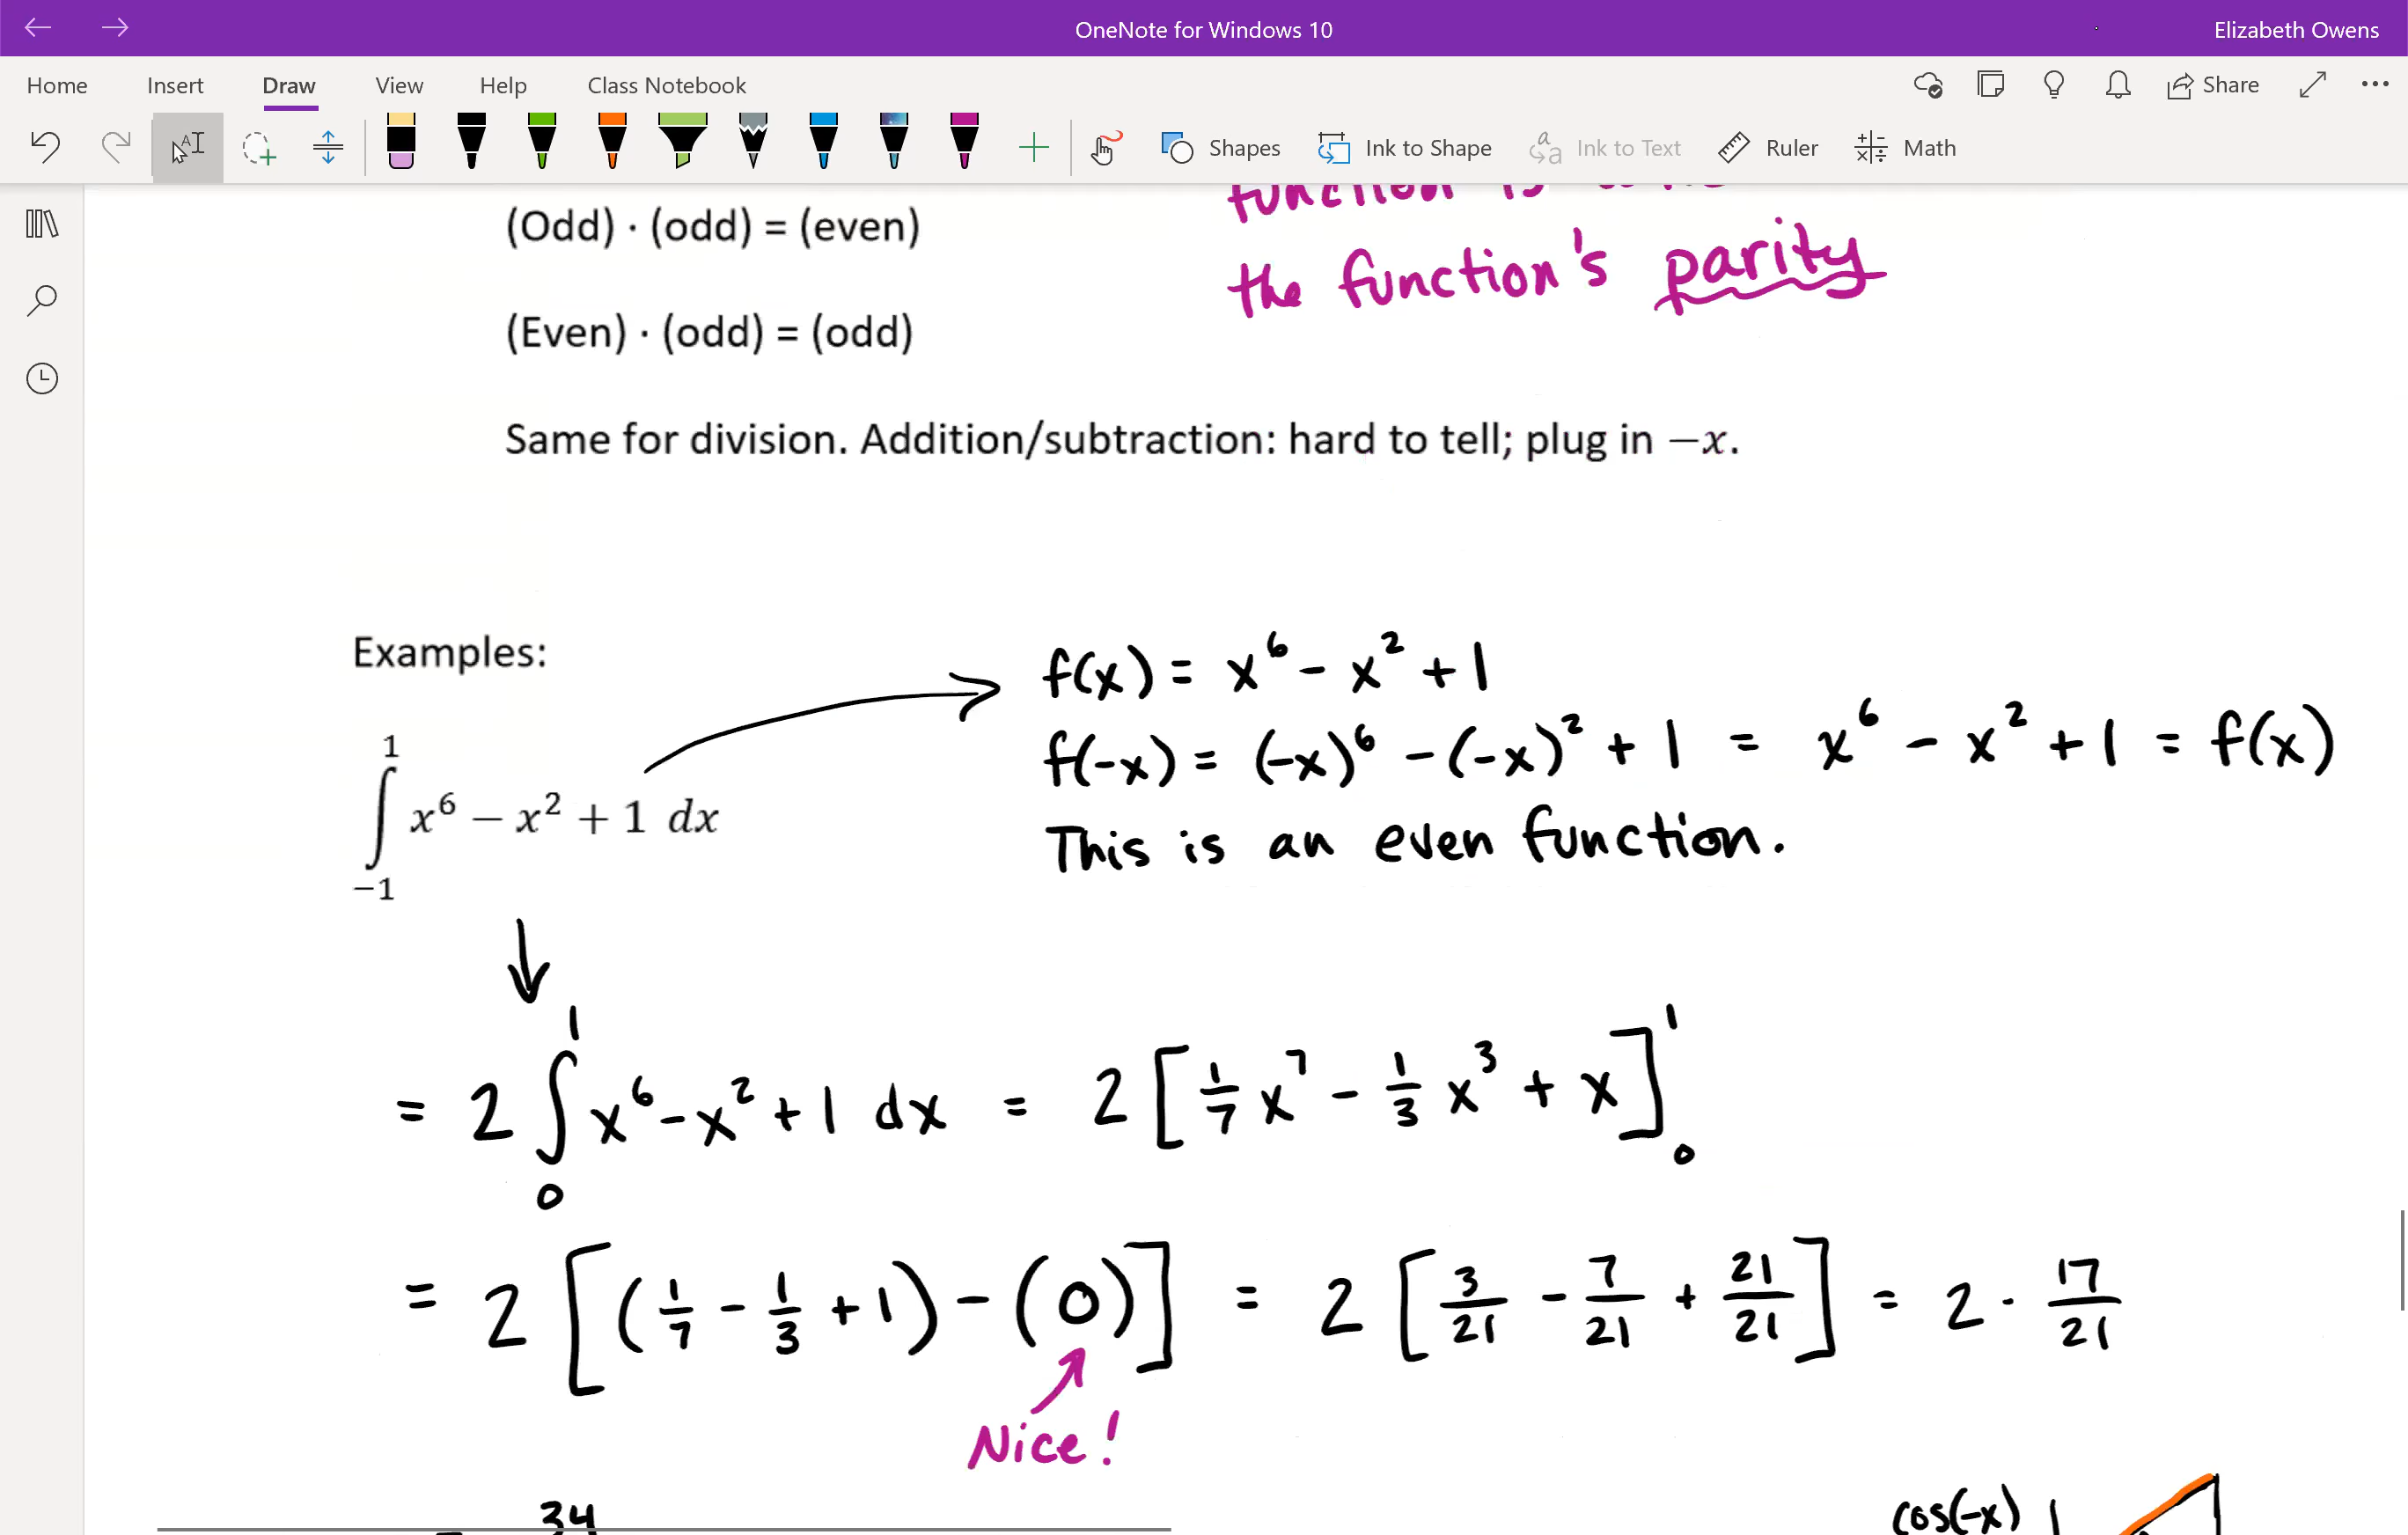 OneNote for Windows 10
Elizabeth Owens
Home Insert Draw View Help Class Notebook Share
Shapes Ink to Shape Ink to Text Ruler Math
function is
(Odd) · (odd) = (even)
the function's parity
(Even) · (odd) = (odd)
Same for division. Addition/subtraction: hard to tell; plug in −x.
Examples:
f(x) = x⁶ − x² + 1
f(-x) = (-x)⁶ − (-x)² + 1 = x⁶ − x² + 1 = f(x)
∫₋₁¹ x⁶ − x² + 1 dx
This is an even function.
= 2 ∫₀¹ x⁶ − x² + 1 dx = 2 [1/7 x⁷ − 1/3 x³ + x]₀¹
= 2 [(1/7 − 1/3 + 1) − (0)] = 2 [3/21 − 7/21 + 21/21] = 2 · 17/21
Nice!
34
cos(-x)